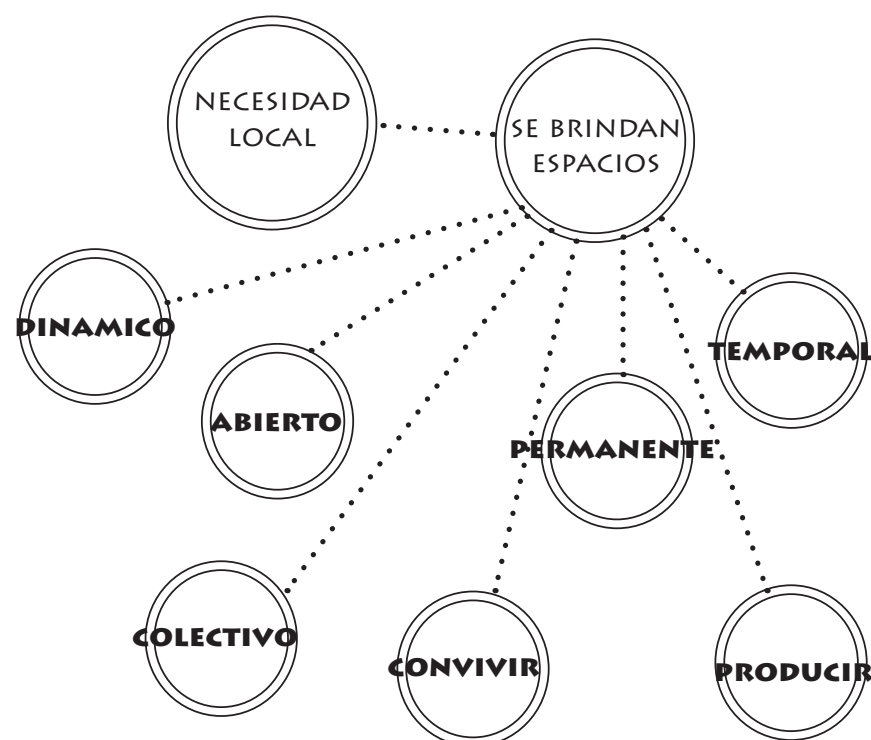 NECESIDAD
LOCAL
SE BRINDAN
ESPACIOS
DINAMICO
TEMPORAL
ABIERTO
PERMANENTE
COLECTIVO
CONVIVIR
PRODUCIR